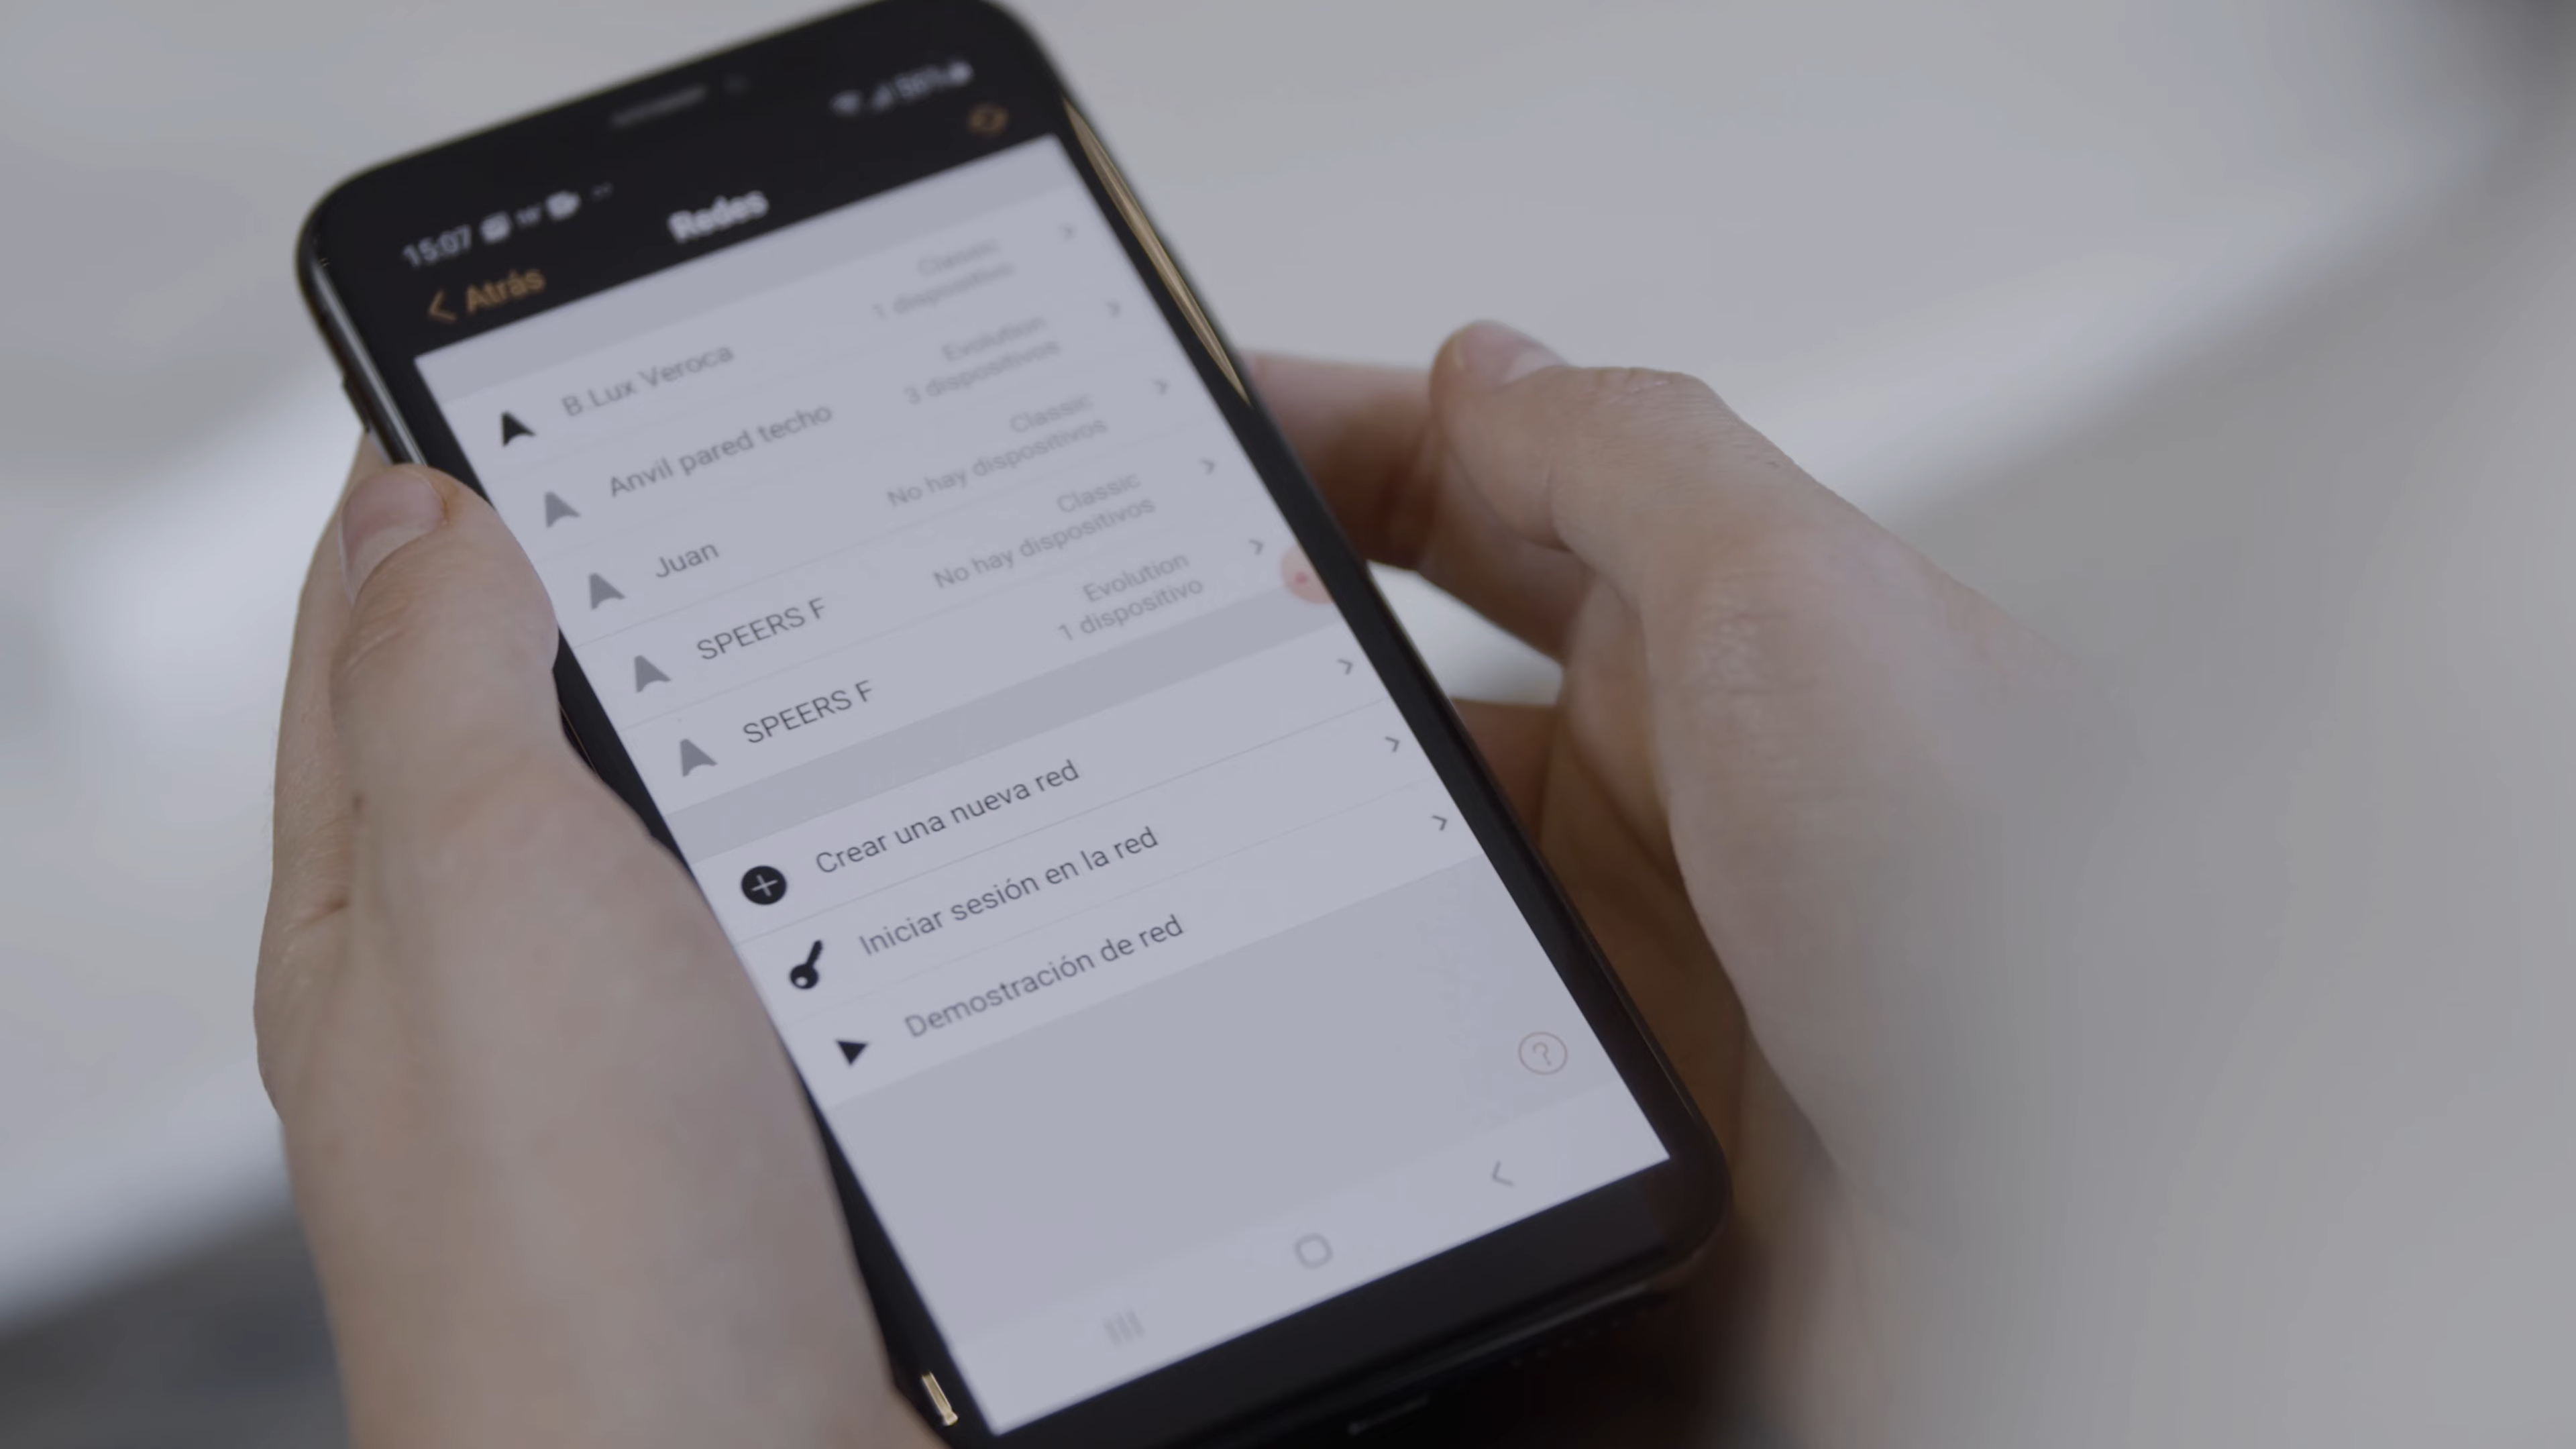 15:07
Redes
< Atrás
B.Lux Veroca
Classic
1 dispositivo
Anvil pared techo
Evolution
3 dispositivos
Juan
Classic
No hay dispositivos
SPEERS F
Classic
No hay dispositivos
SPEERS F
Evolution
1 dispositivo
Crear una nueva red
Iniciar sesión en la red
Demostración de red
?